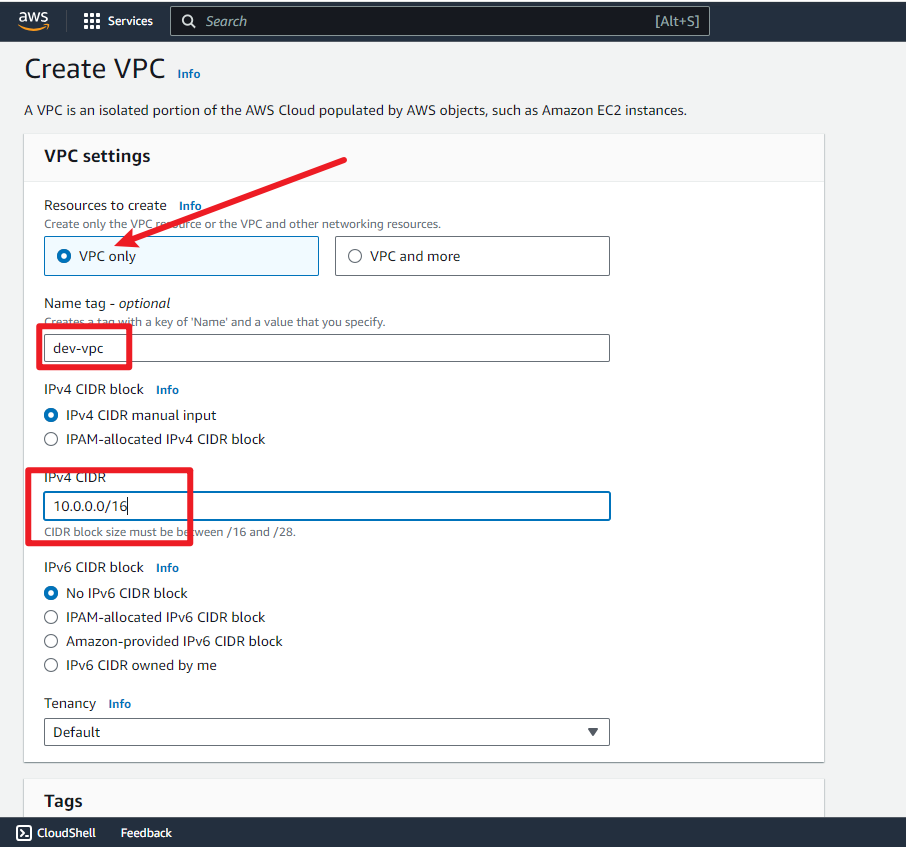 aws Services Search [Alt+S]
Create VPC Info
A VPC is an isolated portion of the AWS Cloud populated by AWS objects, such as Amazon EC2 instances.
VPC settings
Resources to create Info
Create only the VPC resource or the VPC and other networking resources.
VPC only VPC and more
Name tag - optional
Creates a tag with a key of 'Name' and a value that you specify.
dev-vpc
IPv4 CIDR block Info
IPv4 CIDR manual input
IPAM-allocated IPv4 CIDR block
IPv4 CIDR
10.0.0.0/16
CIDR block size must be between /16 and /28.
IPv6 CIDR block Info
No IPv6 CIDR block
IPAM-allocated IPv6 CIDR block
Amazon-provided IPv6 CIDR block
IPv6 CIDR owned by me
Tenancy Info
Default
Tags
CloudShell Feedback